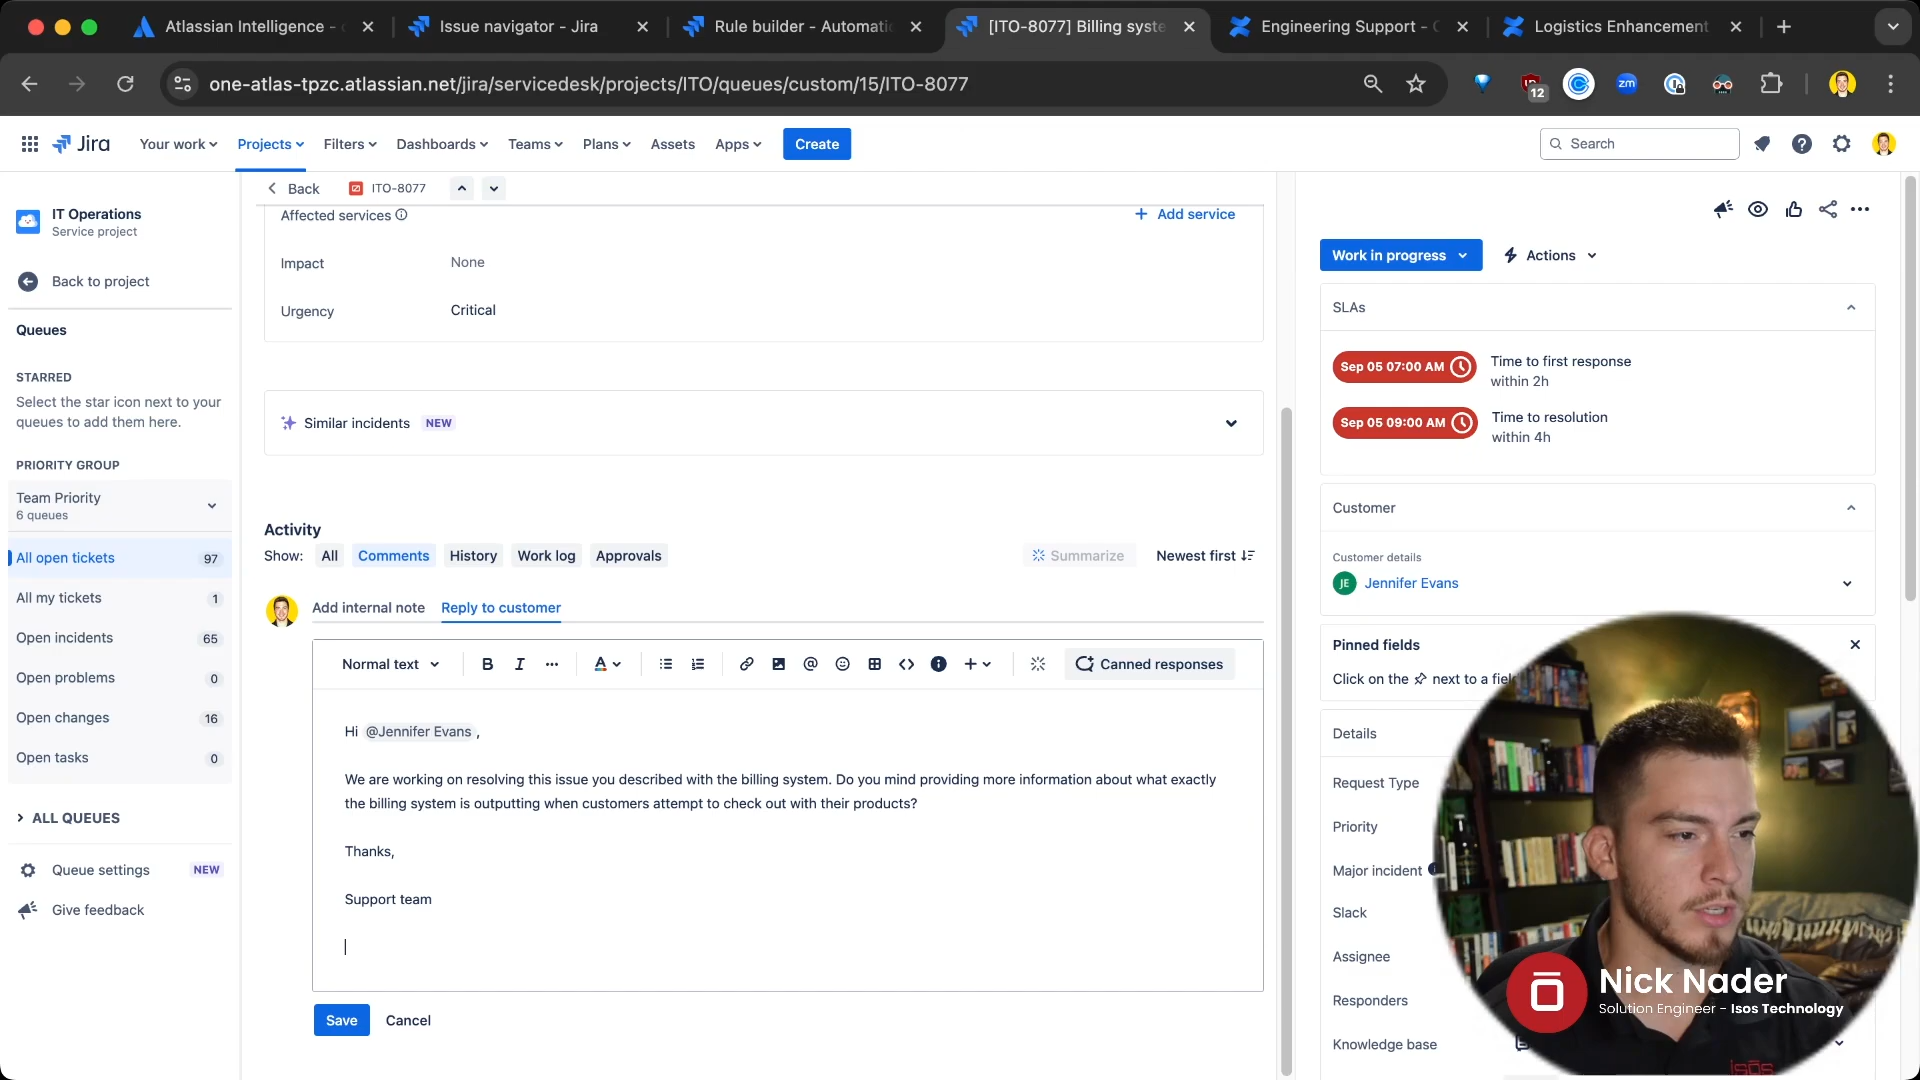 Atlassian Intelligence -
Issue navigator - Jira
Rule builder - Automati
[ITO-8077] Billing syste
Engineering Support -
Logistics Enhancement
one-atlas-tpzc.atlassian.net/jira/servicedesk/projects/ITO/queues/custom/15/ITO-8077
12
zm
Jira
Your work
Projects
Filters
Dashboards
Teams
Plans
Assets
Apps
Create
Search
IT Operations
Service project
Back to project
Queues
STARRED
Select the star icon next to your
queues to add them here.
PRIORITY GROUP
Team Priority
6 queues
All open tickets 97
All my tickets 1
Open incidents 65
Open problems 0
Open changes 16
Open tasks 0
ALL QUEUES
Queue settings NEW
Give feedback
Back ITO-8077
Affected services
Add service
Impact None
Urgency Critical
Similar incidents NEW
Activity
Show: All Comments History Work log Approvals
Summarize
Newest first
Add internal note Reply to customer
Normal text B I A
Canned responses
Hi @Jennifer Evans ,
We are working on resolving this issue you described with the billing system. Do you mind providing more information about what exactly
the billing system is outputting when customers attempt to check out with their products?
Thanks,
Support team
Save Cancel
Work in progress
Actions
SLAs
Sep 05 07:00 AM Time to first response
within 2h
Sep 05 09:00 AM Time to resolution
within 4h
Customer
Customer details
JE Jennifer Evans
Pinned fields
Click on the next to a fiel
Details
Request Type
Priority
Major incident
Slack
Assignee
Responders
Knowledge base
Nick Nader
Solution Engineer - Isos Technology
isos